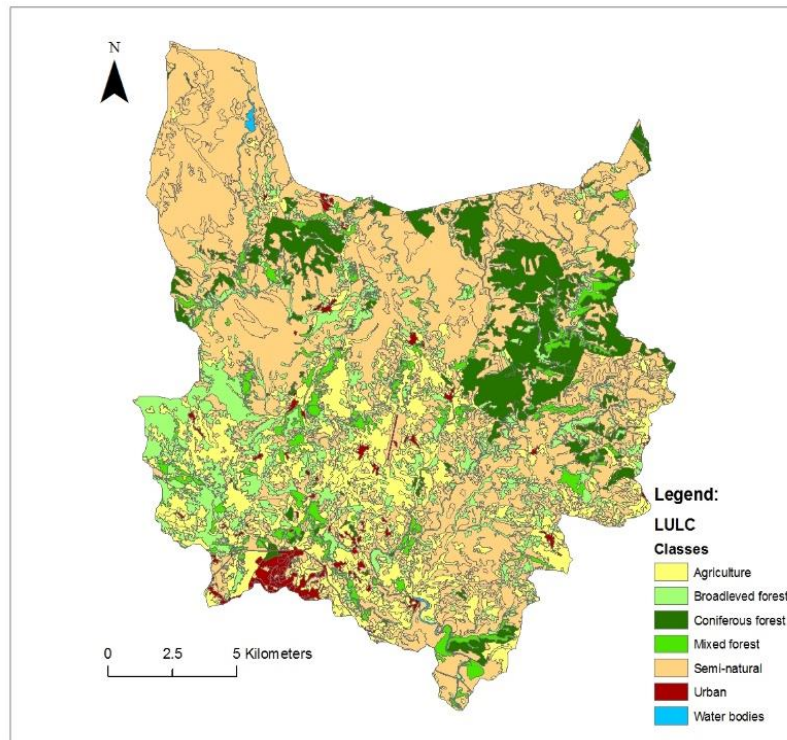 N
Legend:
LULC
Classes
Agriculture
Broadleved forest
Coniferous forest
Mixed forest
Semi-natural
Urban
Water bodies
0 2.5 5 Kilometers